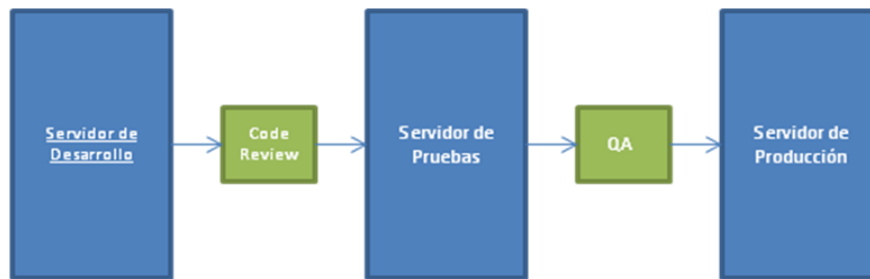 Servidor de
Desarrollo
Code
Review
Servidor de
Pruebas
QA
Servidor de
Producción